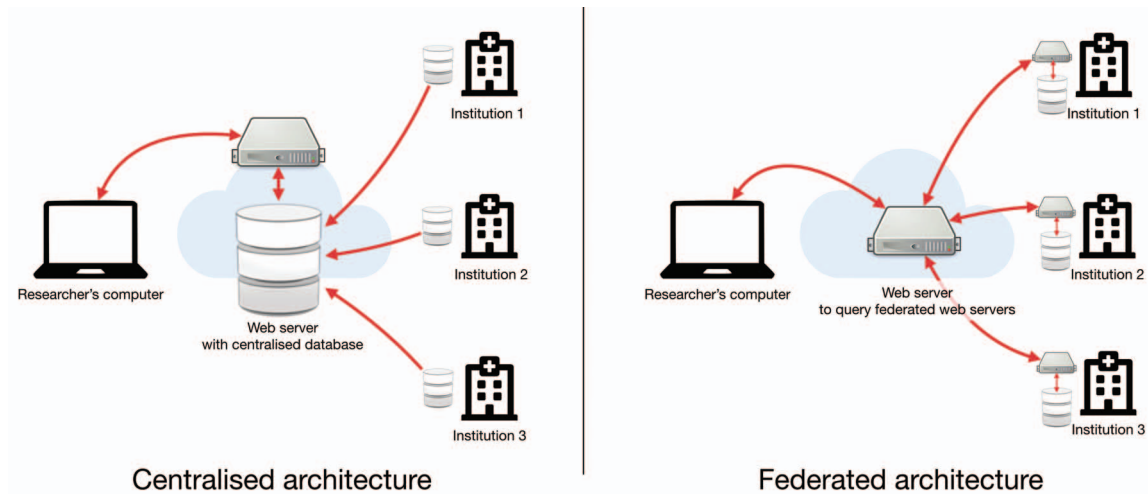 Institution 1
Institution 2
Researcher's computer
Web server
with centralised database
Institution 3
Centralised architecture
Institution 1
Institution 2
Researcher's computer
Web server
to query federated web servers
Institution 3
Federated architecture